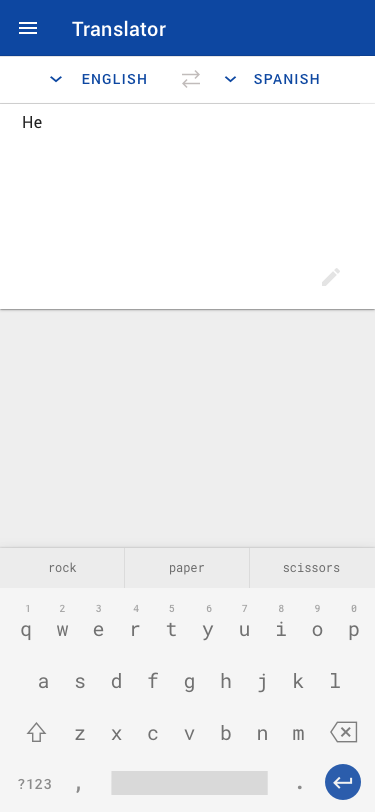 Translator
ENGLISH SPANISH
He
rock paper scissors
1 2 3 4 5 6 7 8 9 0
q w e r t y u i o p
a s d f g h j k l
z x c v b n m
?123 , .